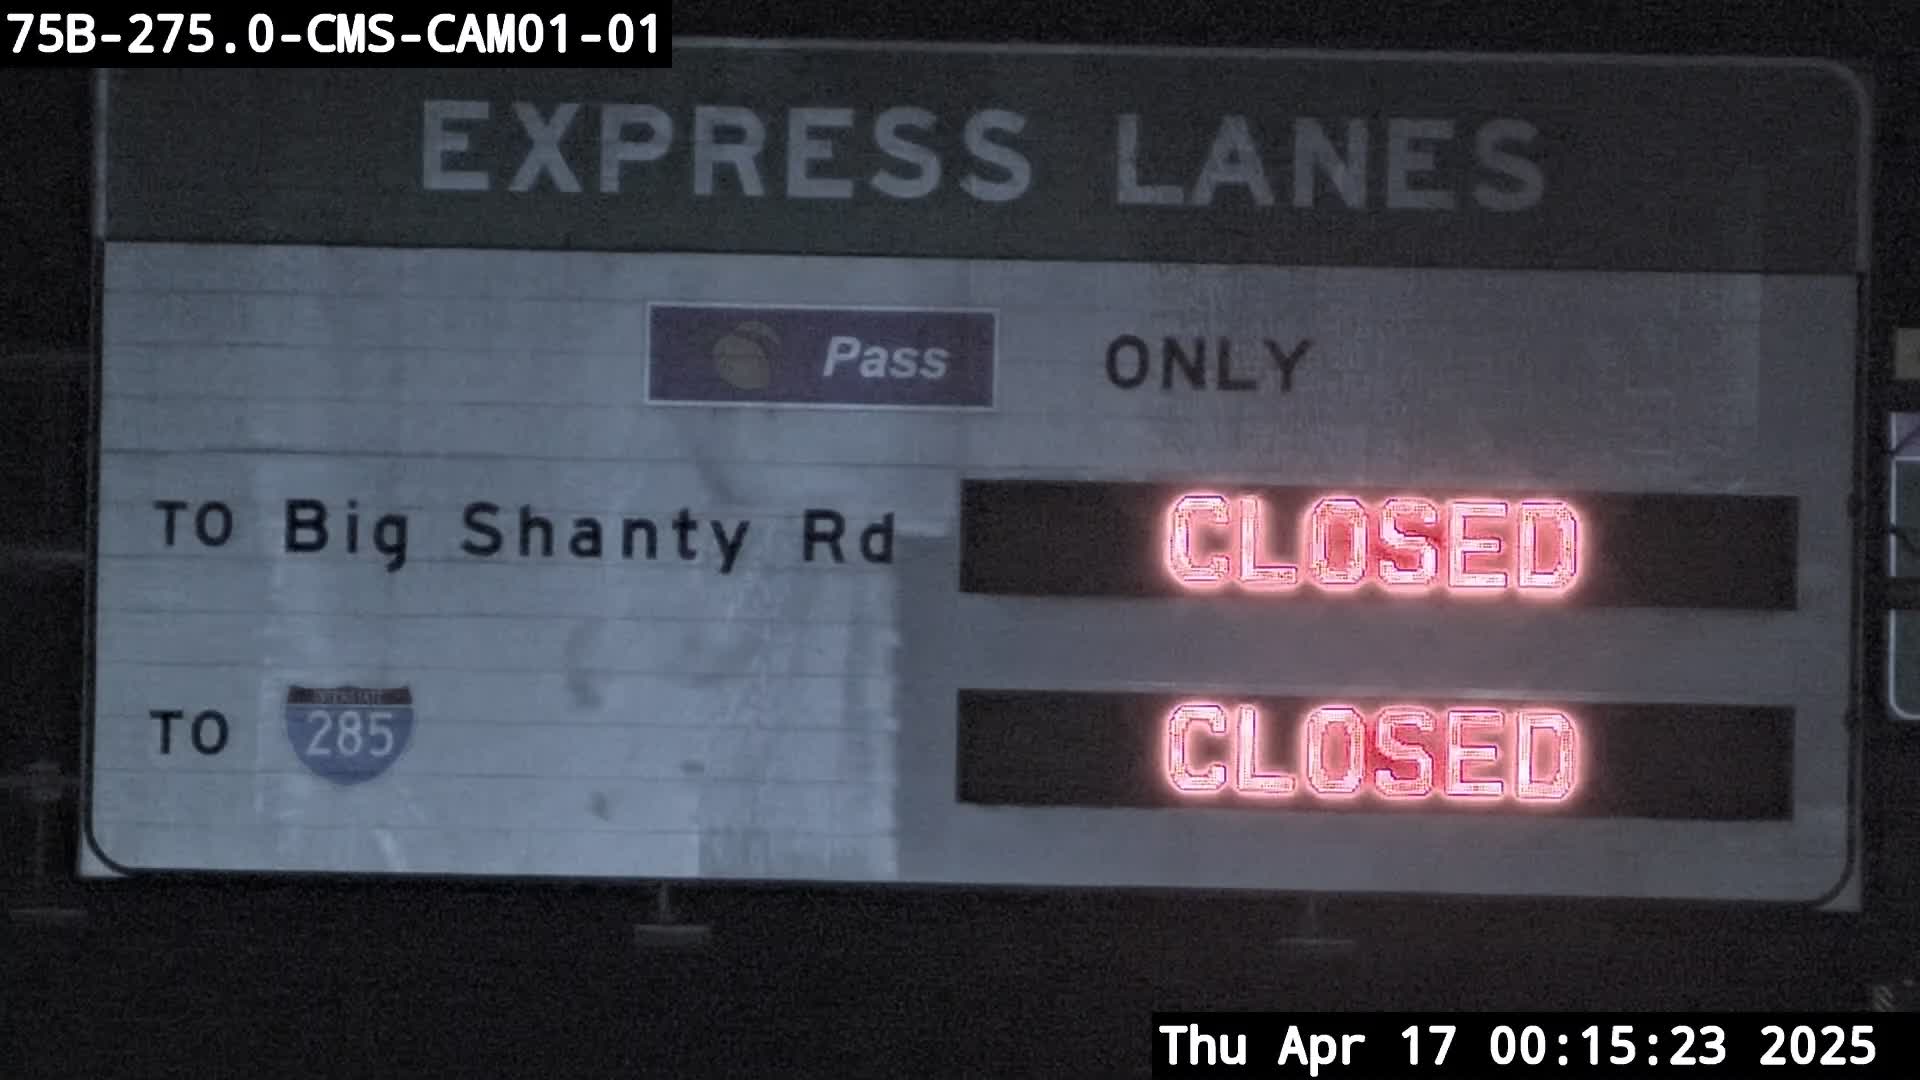 75B-275.0-CMS-CAM01-01
EXPRESS LANES
Pass ONLY
TO Big Shanty Rd CLOSED
INTERSTATE
TO 285 CLOSED
Thu Apr 17 00:15:23 2025